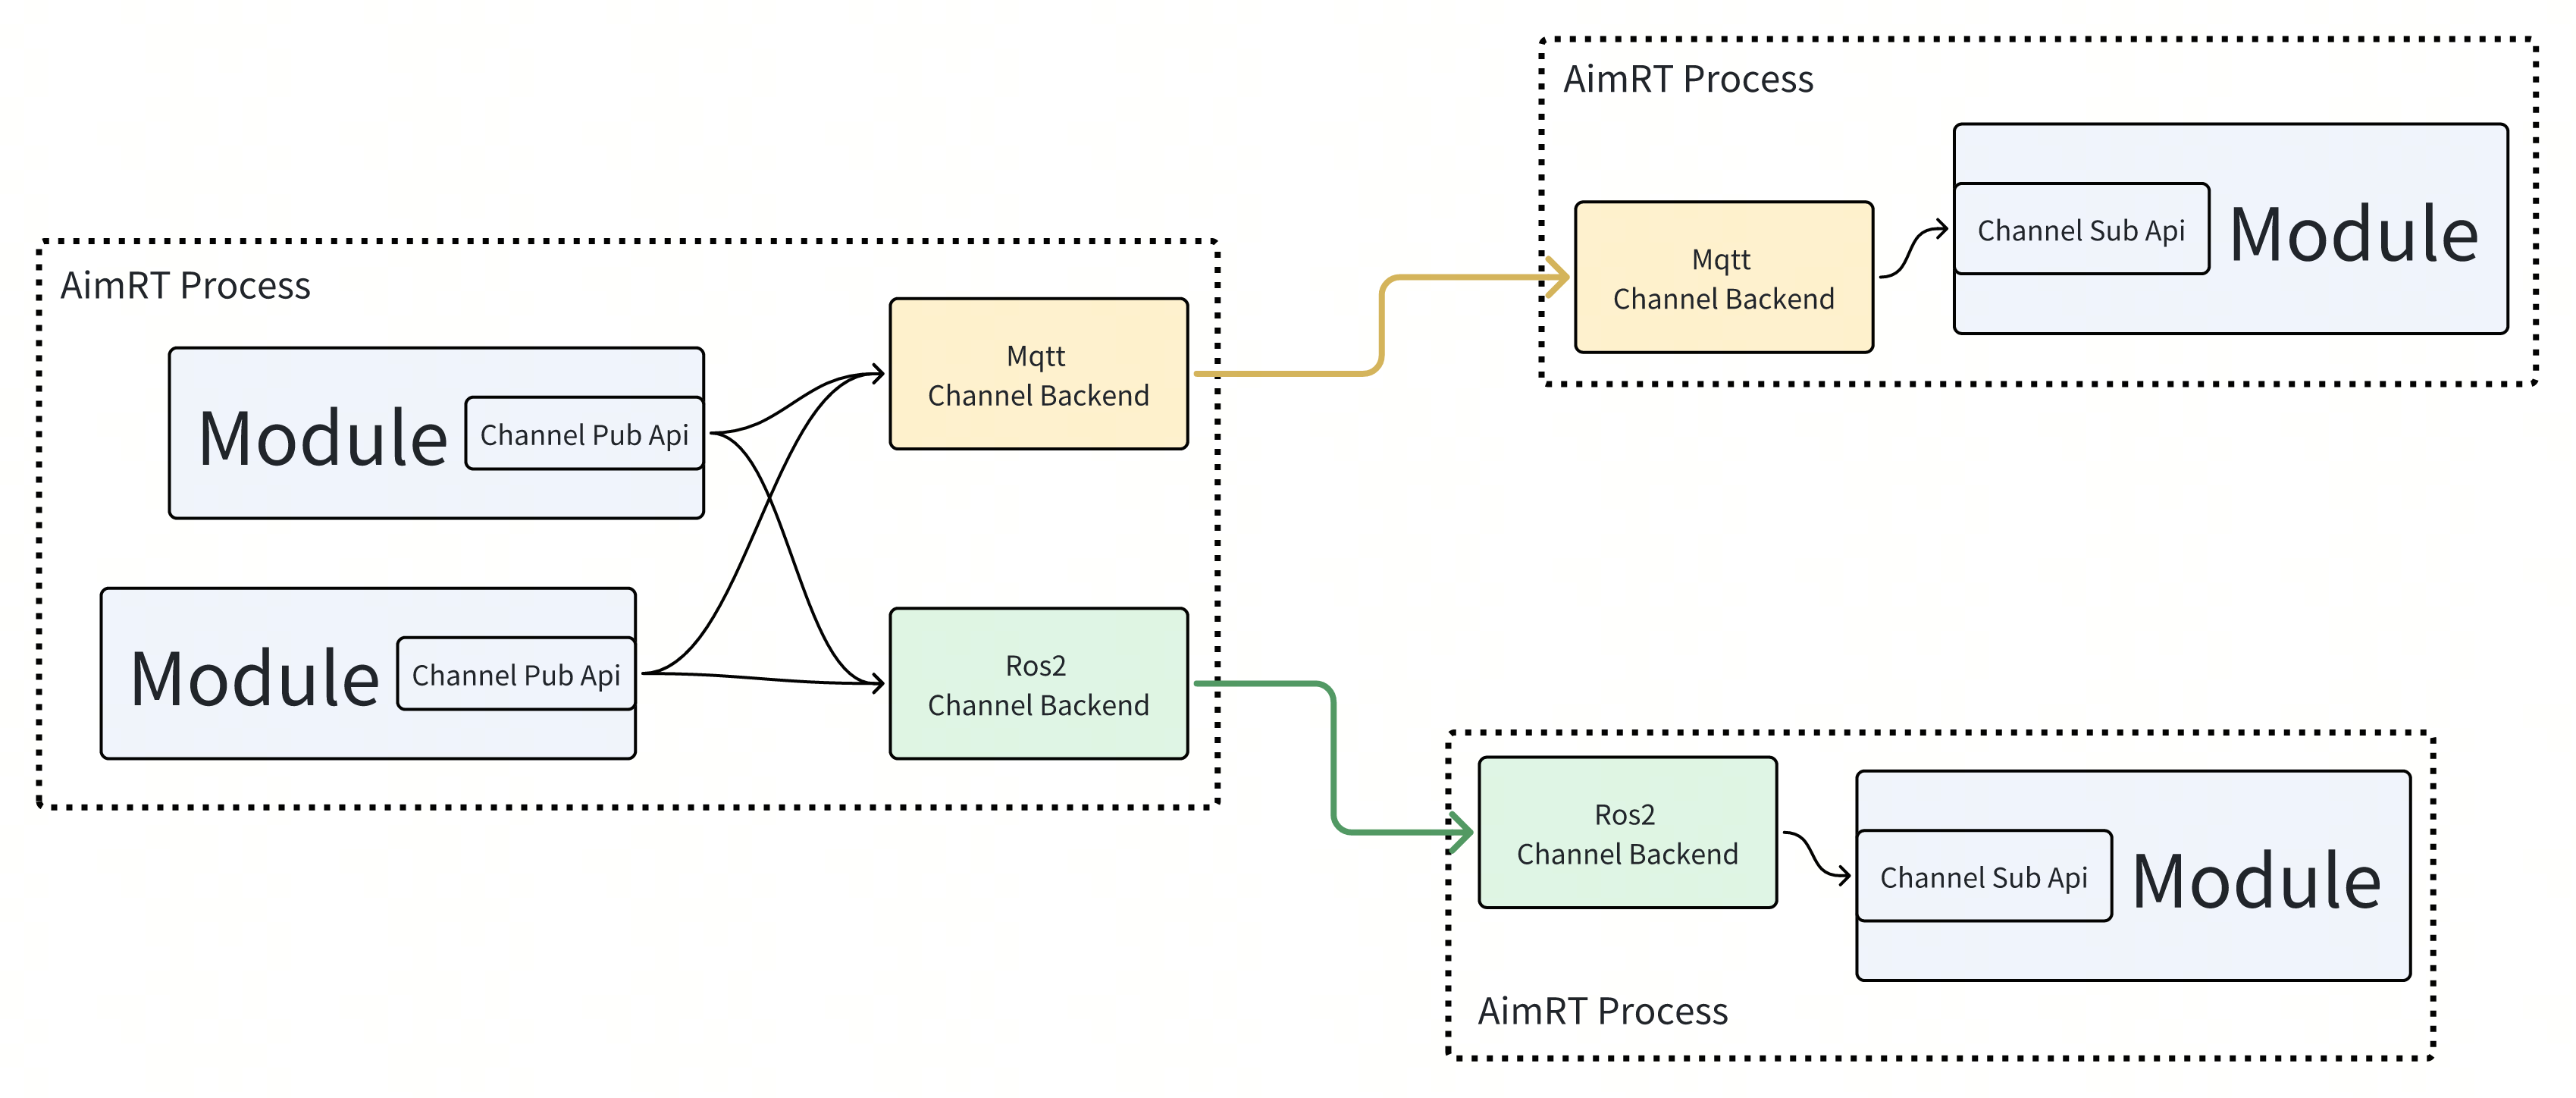 AimRT Process
Module
Channel Pub Api
Module
Channel Pub Api
Mqtt
Channel Backend
Ros2
Channel Backend
AimRT Process
Mqtt
Channel Backend
Channel Sub Api
Module
Ros2
Channel Backend
Channel Sub Api
Module
AimRT Process